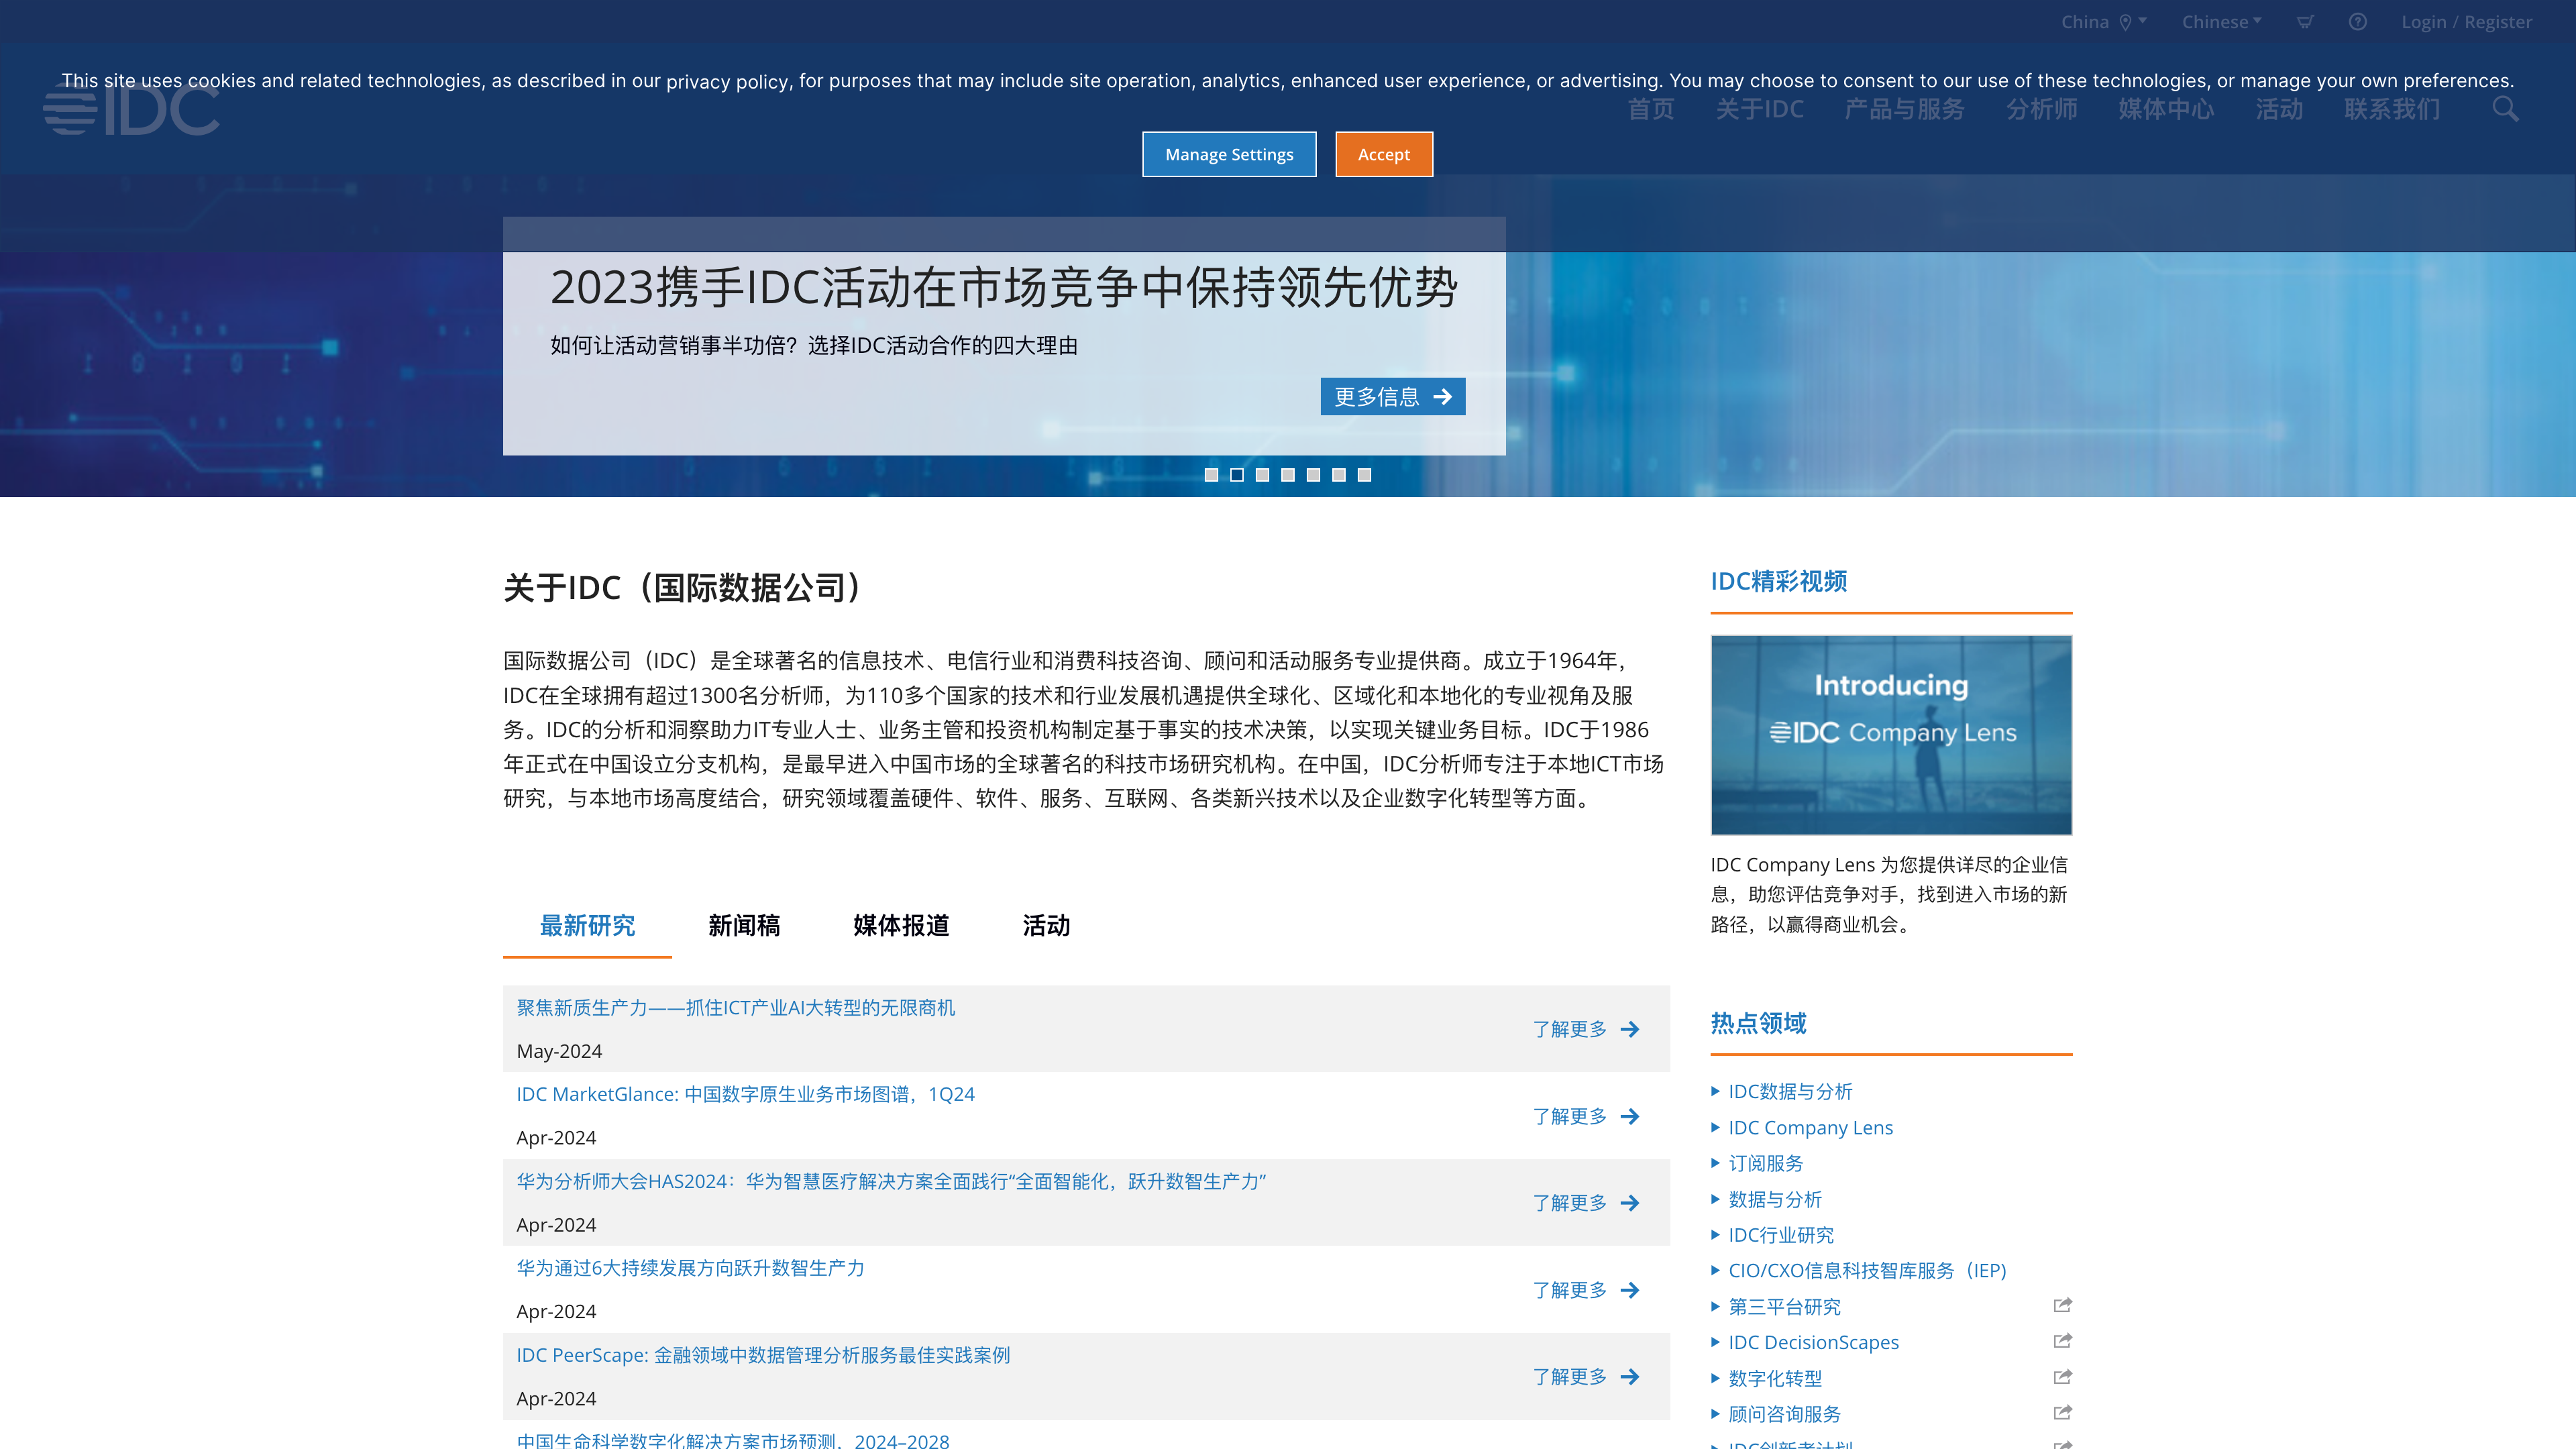 China
Chinese
Login / Register
This site uses cookies and related technologies, as described in our privacy policy, for purposes that may include site operation, analytics, enhanced user experience, or advertising. You may choose to consent to our use of these technologies, or manage your own preferences.
IDC
首页 关于IDC 产品与服务 分析师 媒体中心 活动 联系我们
Manage Settings
Accept
2023携手IDC活动在市场竞争中保持领先优势
如何让活动营销事半功倍？选择IDC活动合作的四大理由
更多信息
关于IDC（国际数据公司）
国际数据公司（IDC）是全球著名的信息技术、电信行业和消费科技咨询、顾问和活动服务专业提供商。成立于1964年，
IDC在全球拥有超过1300名分析师，为110多个国家的技术和行业发展机遇提供全球化、区域化和本地化的专业视角及服
务。IDC的分析和洞察助力IT专业人士、业务主管和投资机构制定基于事实的技术决策，以实现关键业务目标。IDC于1986
年正式在中国设立分支机构，是最早进入中国市场的全球著名的科技市场研究机构。在中国，IDC分析师专注于本地ICT市场
研究，与本地市场高度结合，研究领域覆盖硬件、软件、服务、互联网、各类新兴技术以及企业数字化转型等方面。
最新研究 新闻稿 媒体报道 活动
聚焦新质生产力——抓住ICT产业AI大转型的无限商机
May-2024
了解更多
IDC MarketGlance: 中国数字原生业务市场图谱，1Q24
Apr-2024
了解更多
华为分析师大会HAS2024：华为智慧医疗解决方案全面践行“全面智能化，跃升数智生产力”
Apr-2024
了解更多
华为通过6大持续发展方向跃升数智生产力
Apr-2024
了解更多
IDC PeerScape: 金融领域中数据管理分析服务最佳实践案例
Apr-2024
了解更多
中国生命科学数字化解决方案市场预测，2024–2028
IDC精彩视频
Introducing
IDC Company Lens
IDC Company Lens 为您提供详尽的企业信
息，助您评估竞争对手，找到进入市场的新
路径，以赢得商业机会。
热点领域
IDC数据与分析
IDC Company Lens
订阅服务
数据与分析
IDC行业研究
CIO/CXO信息科技智库服务（IEP)
第三平台研究
IDC DecisionScapes
数字化转型
顾问咨询服务
IDC创新者计划